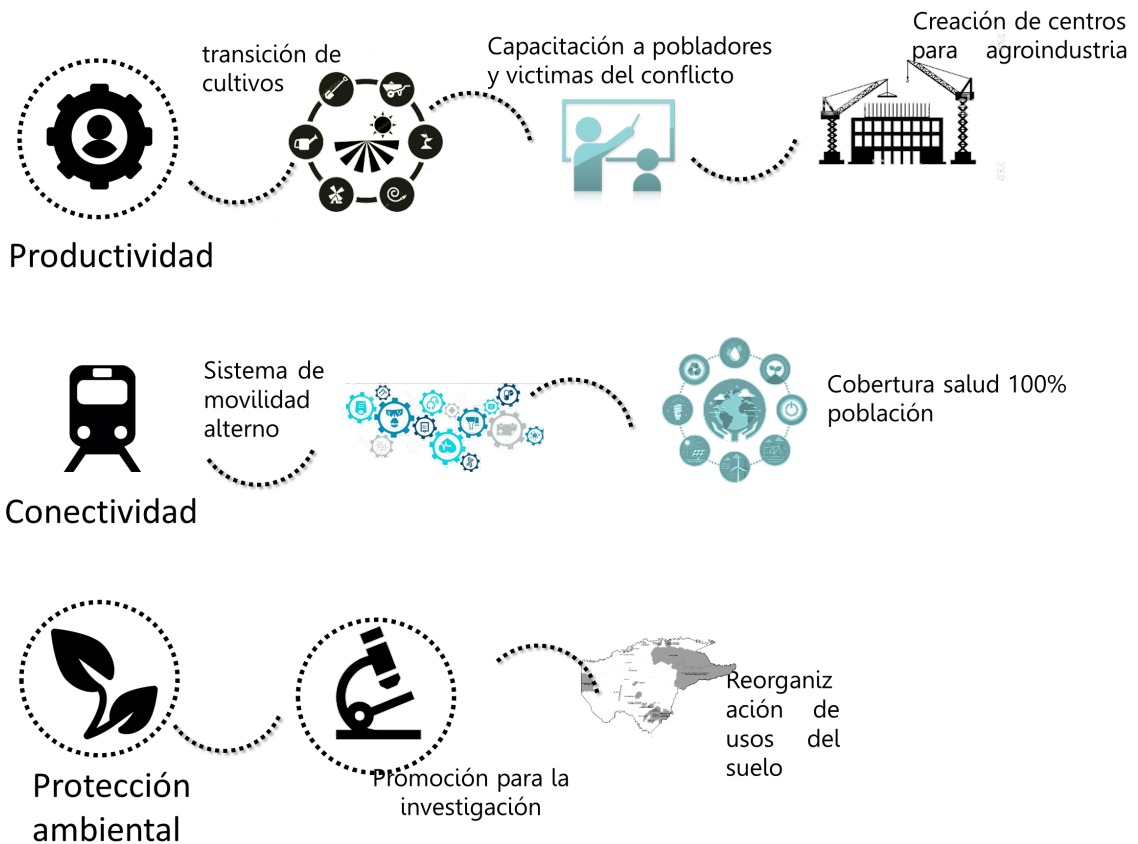 transición de
cultivos
Capacitación a pobladores
y victimas del conflicto
Creación de centros
para agroindustria
Productividad
Sistema de
movilidad
alterno
Cobertura salud 100%
población
Conectividad
Promoción para la
investigación
Reorganiz
ación de
usos del
suelo
Protección
ambiental